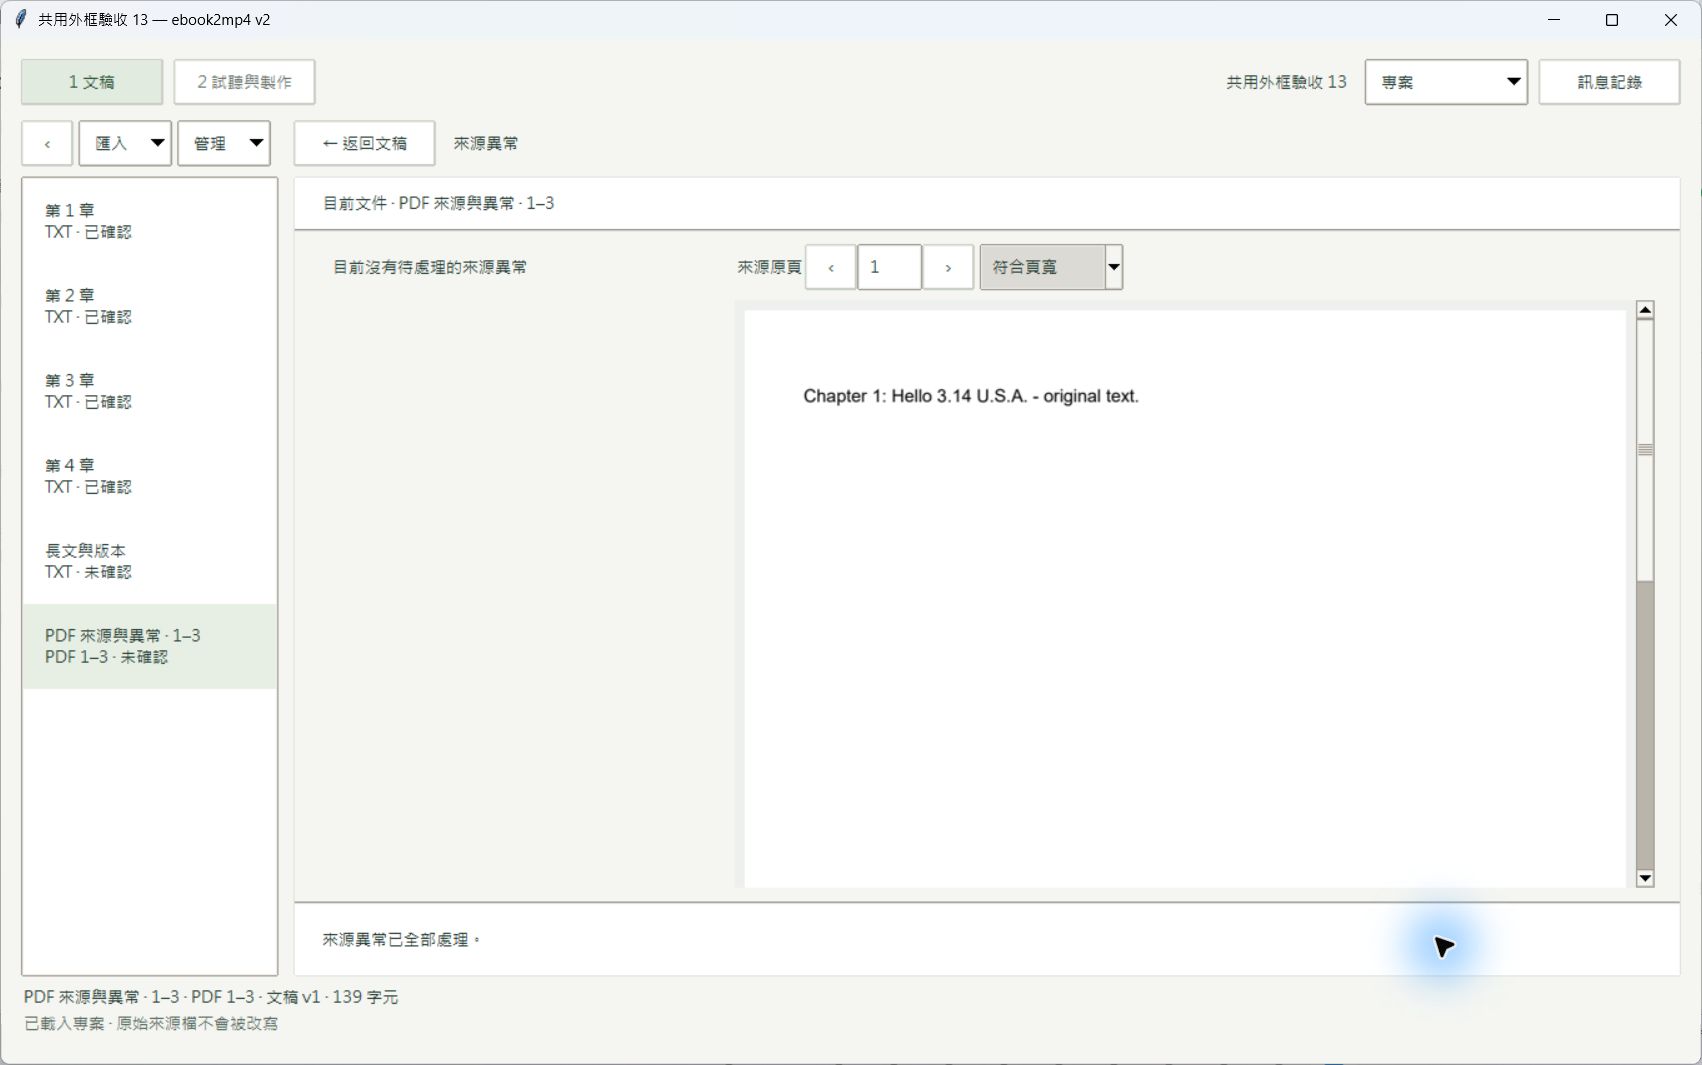 共用外框驗收 13 — ebook2mp4 v2
1 文稿
2 試聽與製作
共用外框驗收 13
專案
訊息記錄
‹
匯入
管理
← 返回文稿
來源異常
第 1 章
TXT · 已確認
第 2 章
TXT · 已確認
第 3 章
TXT · 已確認
第 4 章
TXT · 已確認
長文與版本
TXT · 未確認
PDF 來源與異常 · 1–3
PDF 1–3 · 未確認
目前文件 · PDF 來源與異常 · 1–3
目前沒有待處理的來源異常
來源原頁
‹
1
›
符合頁寬
Chapter 1: Hello 3.14 U.S.A. - original text.
來源異常已全部處理。
PDF 來源與異常 · 1–3 · PDF 1–3 · 文稿 v1 · 139 字元
已載入專案 · 原始來源檔不會被改寫